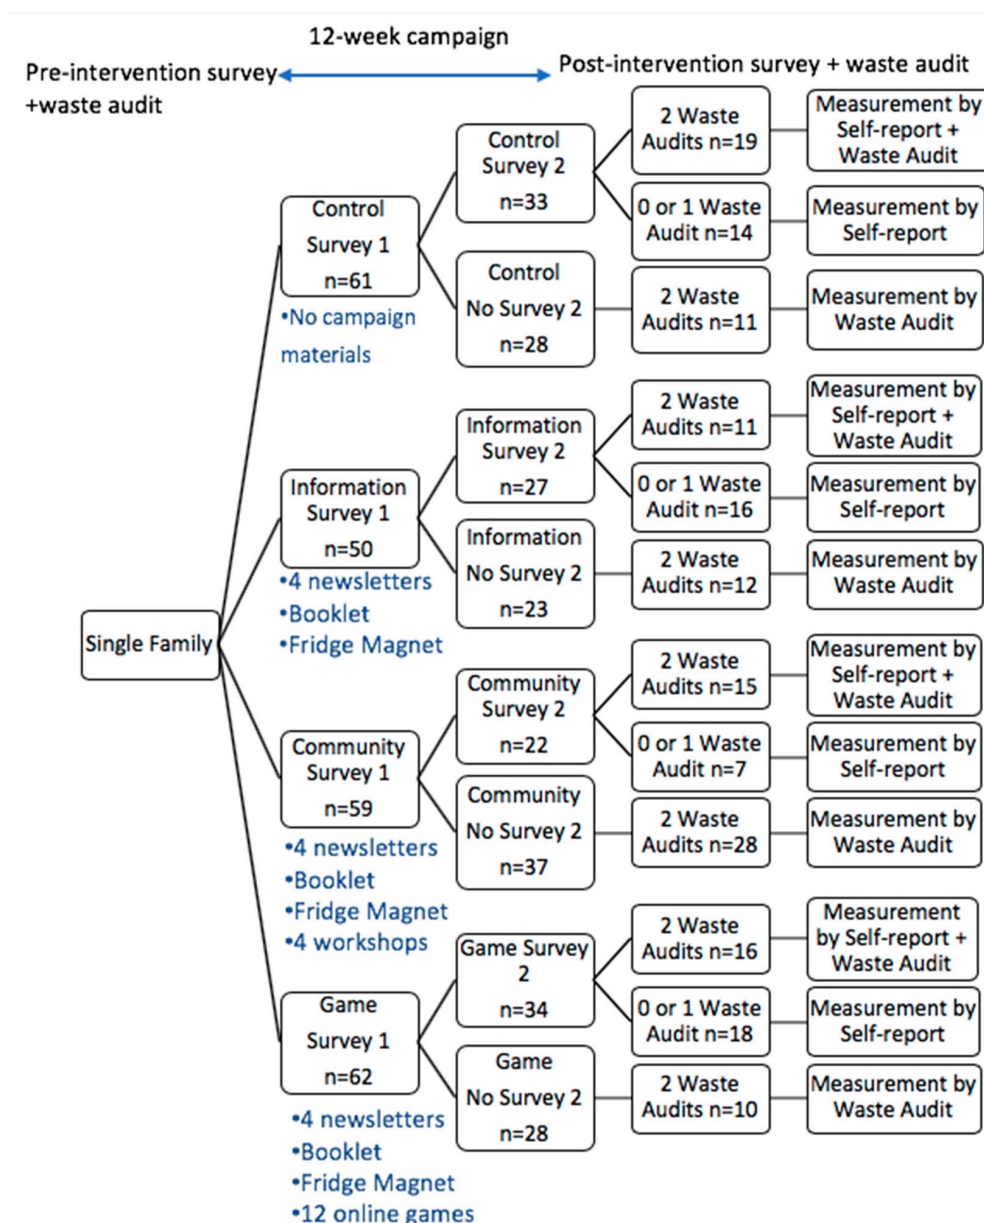 12-week campaign
Pre-intervention survey
+waste audit
Post-intervention survey + waste audit
Single Family
Control
Survey 1
n=61
•No campaign
materials
Control
Survey 2
n=33
2 Waste
Audits n=19
Measurement by
Self-report +
Waste Audit
0 or 1 Waste
Audit n=14
Measurement by
Self-report
Control
No Survey 2
n=28
2 Waste
Audits n=11
Measurement by
Waste Audit
Information
Survey 1
n=50
•4 newsletters
•Booklet
•Fridge Magnet
Information
Survey 2
n=27
2 Waste
Audits n=11
Measurement by
Self-report +
Waste Audit
0 or 1 Waste
Audit n=16
Measurement by
Self-report
Information
No Survey 2
n=23
2 Waste
Audits n=12
Measurement by
Waste Audit
Community
Survey 1
n=59
•4 newsletters
•Booklet
•Fridge Magnet
•4 workshops
Community
Survey 2
n=22
2 Waste
Audits n=15
Measurement by
Self-report +
Waste Audit
0 or 1 Waste
Audit n=7
Measurement by
Self-report
Community
No Survey 2
n=37
2 Waste
Audits n=28
Measurement by
Waste Audit
Game
Survey 1
n=62
•4 newsletters
•Booklet
•Fridge Magnet
•12 online games
Game Survey
2
n=34
2 Waste
Audits n=16
Measurement
by Self-report +
Waste Audit
0 or 1 Waste
Audit n=18
Measurement by
Self-report
Game
No Survey 2
n=28
2 Waste
Audits n=10
Measurement by
Waste Audit